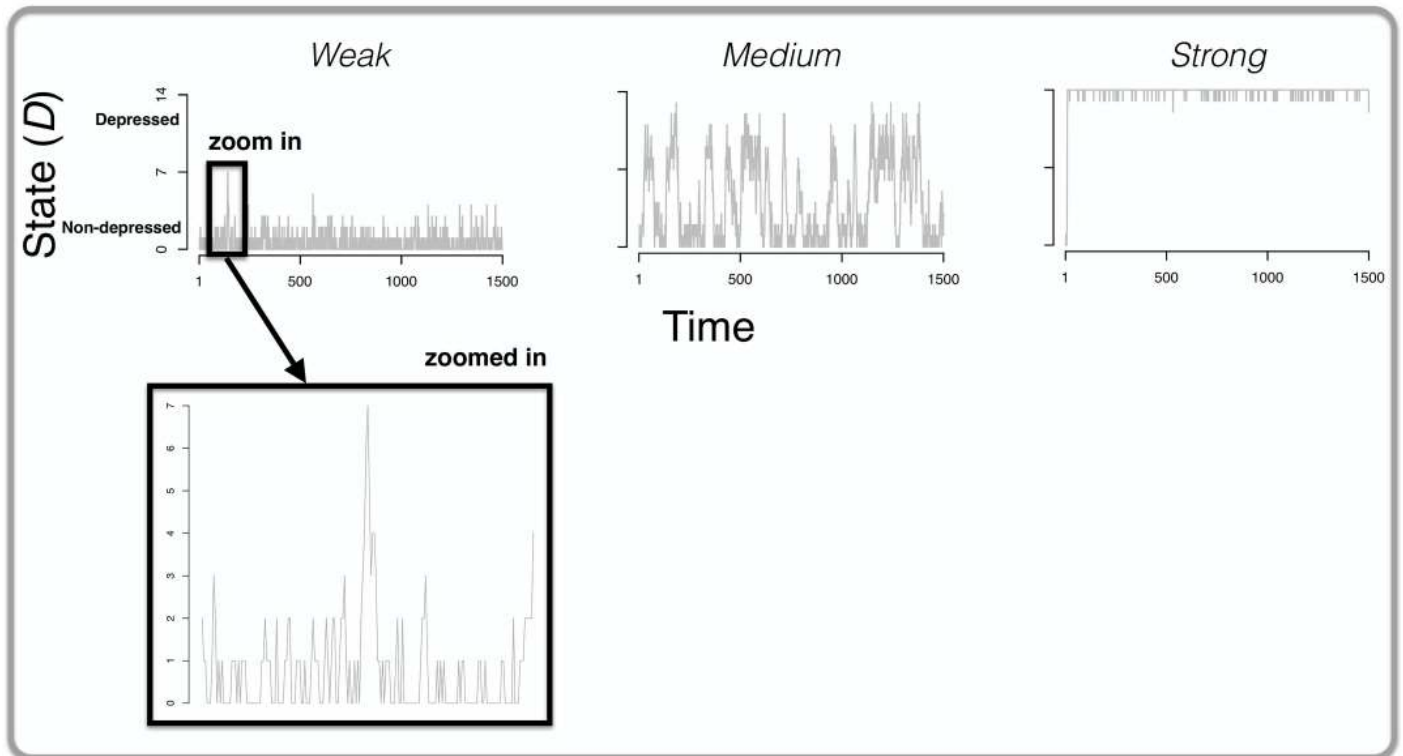 Weak
Medium
Strong
State (D)
14
7
0
Depressed
Non-depressed
zoom in
1 500 1000 1500
1 500 1000 1500
1 500 1000 1500
Time
zoomed in
7
6
5
4
3
2
1
0